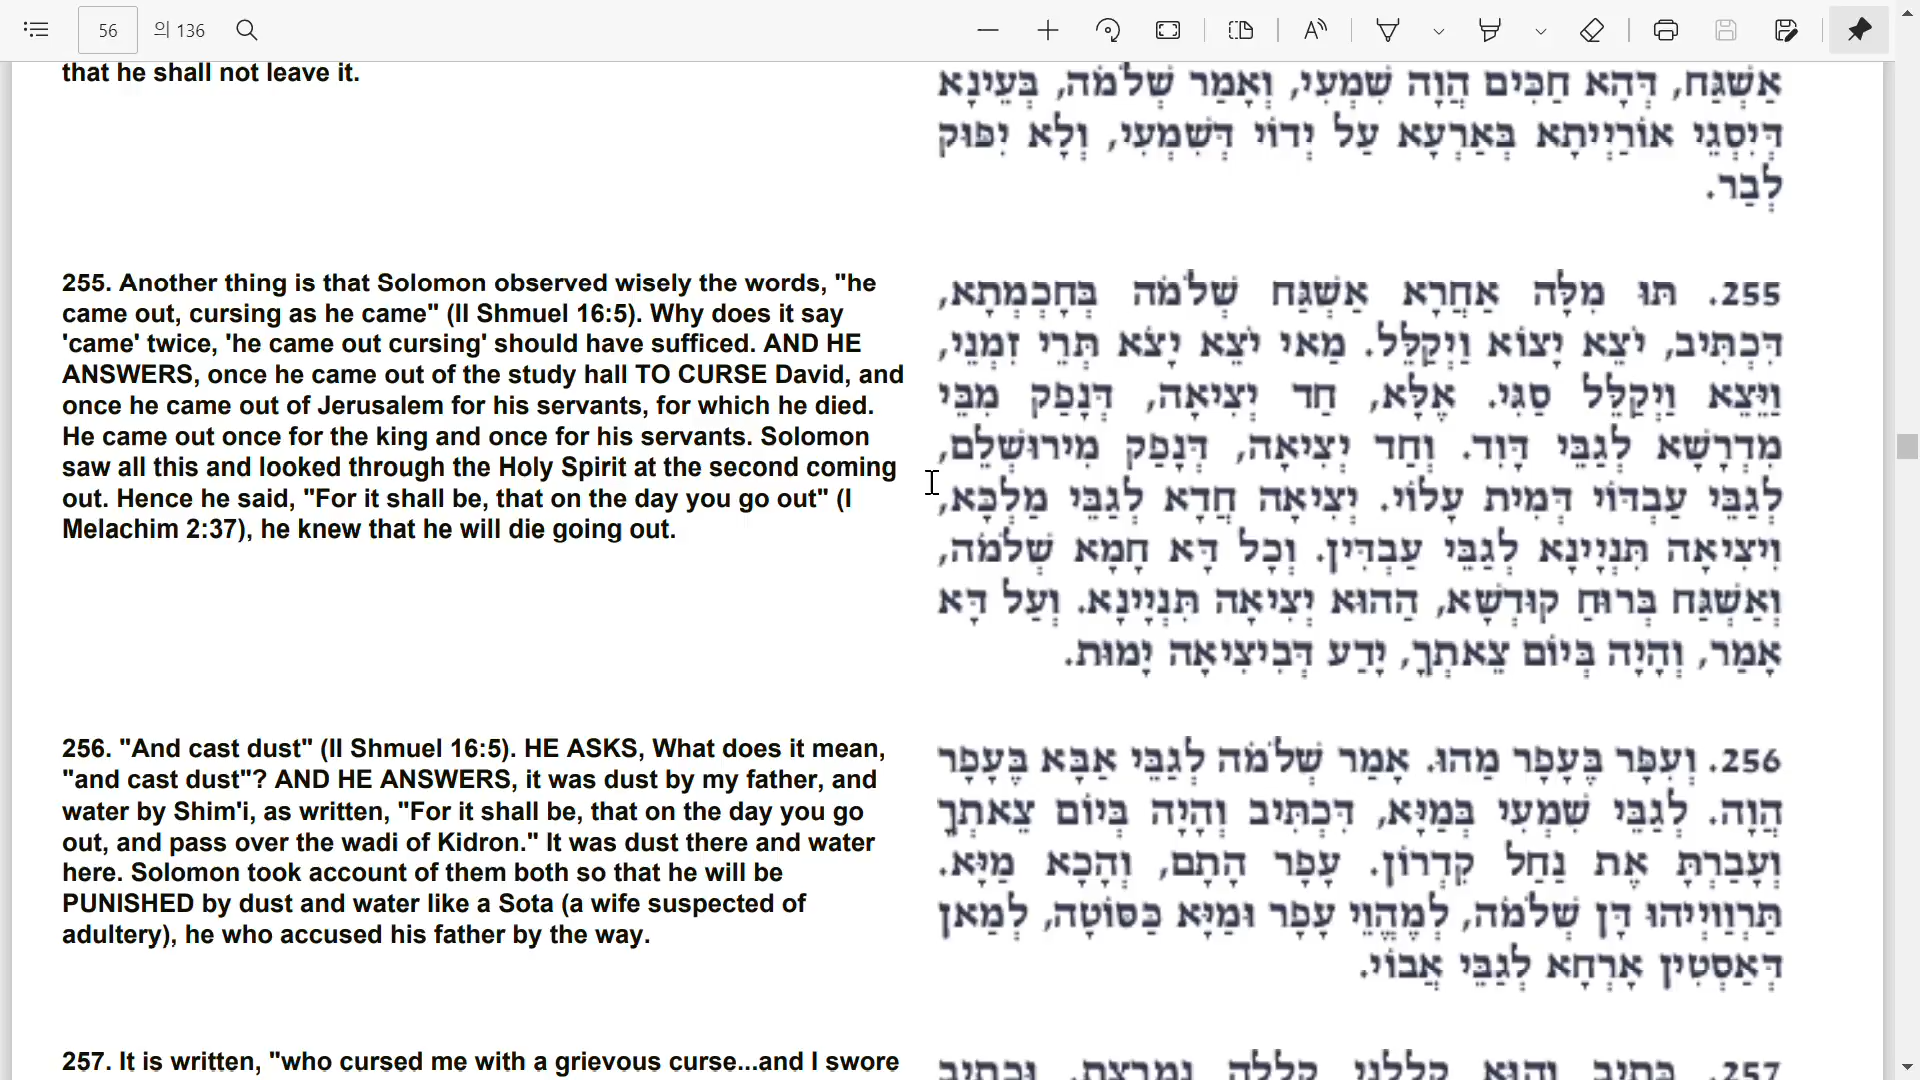 56 의 136
that he shall not leave it.
255. Another thing is that Solomon observed wisely the words, "he
came out, cursing as he came" (II Shmuel 16:5). Why does it say
'came' twice, 'he came out cursing' should have sufficed. AND HE
ANSWERS, once he came out of the study hall TO CURSE David, and
once he came out of Jerusalem for his servants, for which he died.
He came out once for the king and once for his servants. Solomon
saw all this and looked through the Holy Spirit at the second coming
out. Hence he said, "For it shall be, that on the day you go out" (I
Melachim 2:37), he knew that he will die going out.
256. "And cast dust" (II Shmuel 16:5). HE ASKS, What does it mean,
"and cast dust"? AND HE ANSWERS, it was dust by my father, and
water by Shim'i, as written, "For it shall be, that on the day you go
out, and pass over the wadi of Kidron." It was dust there and water
here. Solomon took account of them both so that he will be
PUNISHED by dust and water like a Sota (a wife suspected of
adultery), he who accused his father by the way.
257. It is written, "who cursed me with a grievous curse...and I swore
אַשְׁגַּח, דְּהָא חַכִּים הֲוָה שִׁמְעִי, וְאָמַר שְׁלֹמֹה, בְּעֵינָא
דְּיִסְגֵי אוֹרַיְיתָא בְּאַרְעָא עַל יְדוֹי דְּשִׁמְעִי, וְלָא יִפּוּק
לְבַר.
255. תּוּ מִלָּה אַחֲרָא אַשְׁגַּח שְׁלֹמֹה בְּחָכְמְתָא,
דִּכְתִּיב, יֹצֵא יָצוֹא וַיְקַלֵּל. מַאי יֹצֵא יָצֹא תְּרֵי זִמְנֵי,
וַיֵּצֵא וַיְקַלֵּל סַגִּי. אֶלָּא, חַד יְצִיאָה, דְּנָפַק מִבֵּי
מִדְרָשָׁא לְגַבֵּי דָּוִד. וְחַד יְצִיאָה, דְּנָפַק מִירוּשְׁלֵם,
לְגַבֵּי עַבְדּוֹי דְּמִית עָלוֹי. יְצִיאָה חֲדָא לְגַבֵּי מַלְכָּא,
וִיצִיאָה תִּנְיָינָא לְגַבֵּי עַבְדִּין. וְכָל דָּא חָמָא שְׁלֹמֹה,
וְאַשְׁגַּח בְּרוּחַ קוּדְשָׁא, הַהוּא יְצִיאָה תִּנְיָינָא. וְעַל דָּא
אָמַר, וְהָיָה בְּיוֹם צֵאתְךָ, יָדַע דְּבִיצִיאָה יָמוּת.
256. וְעִפָּר בֶּעָפָר מַהוּ. אָמַר שְׁלֹמֹה לְגַבֵּי אַבָּא בֶּעָפָר
הֲוָה. לְגַבֵּי שִׁמְעִי בְּמַיָּא, דִּכְתִּיב וְהָיָה בְּיוֹם צֵאתְךָ
וְעָבַרְתָּ אֶת נַחַל קִדְרוֹן. עָפָר הָתָם, וְהָכָא מַיָּא.
תַּרְוַוְיְיהוּ דָּן שְׁלֹמֹה, לְמֶהֱוֵי עָפָר וּמַיָּא כַּסּוֹטָה, לְמַאן
דְּאַסְטִין אָרְחָא לְגַבֵּי אֲבוֹי.
257. כְּתִיב וְהוּא קִלְלַנִי קְלָלָה נִמְרֶצֶת. וּכְתִיב